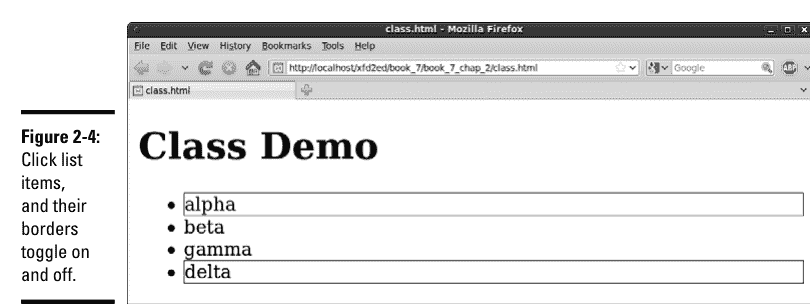 class.html - Mozilla Firefox
File Edit View History Bookmarks Tools Help
http://localhost/xfd2ed/book_7/book_7_chap_2/class.html
Google
ABP
class.html
Figure 2-4:
Click list
items,
and their
borders
toggle on
and off.
Class Demo
alpha
beta
gamma
delta